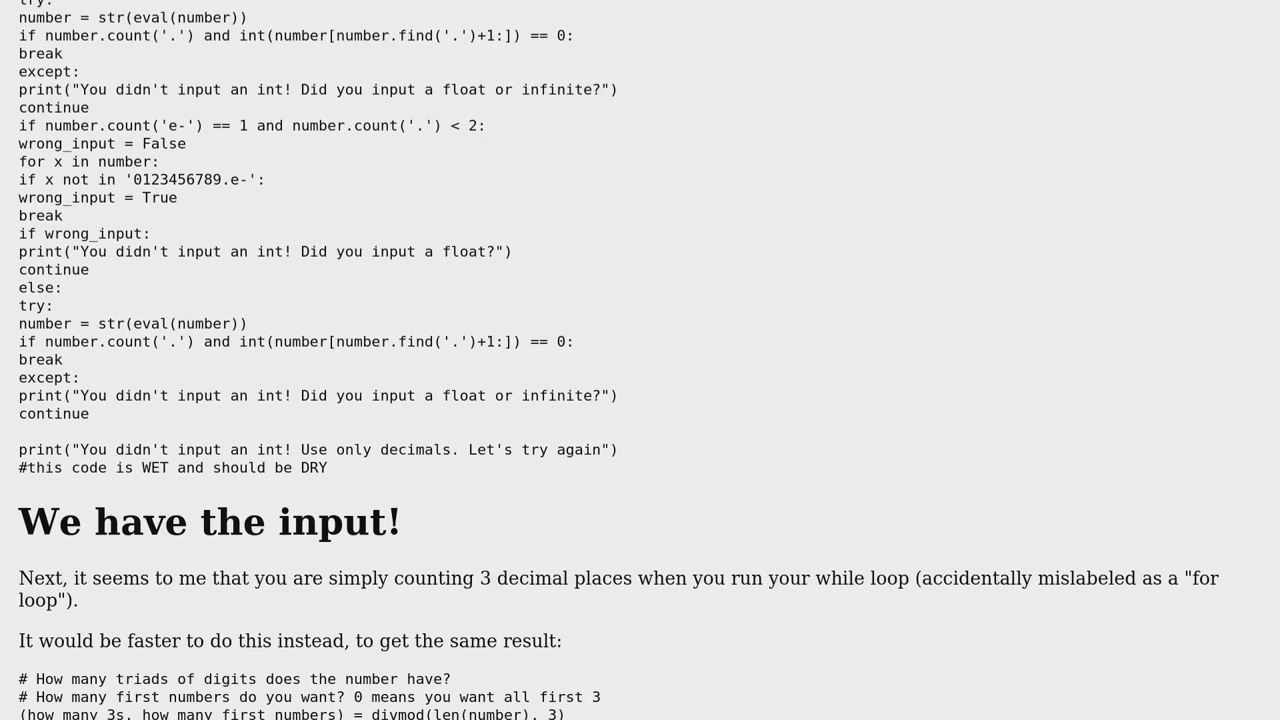 try:
number = str(eval(number))
if number.count('.') and int(number[number.find('.')+1:]) == 0:
break
except:
print("You didn't input an int! Did you input a float or infinite?")
continue
if number.count('e-') == 1 and number.count('.') < 2:
wrong_input = False
for x in number:
if x not in '0123456789.e-':
wrong_input = True
break
if wrong_input:
print("You didn't input an int! Did you input a float?")
continue
else:
try:
number = str(eval(number))
if number.count('.') and int(number[number.find('.')+1:]) == 0:
break
except:
print("You didn't input an int! Did you input a float or infinite?")
continue
print("You didn't input an int! Use only decimals. Let's try again")
#this code is WET and should be DRY
We have the input!
Next, it seems to me that you are simply counting 3 decimal places when you run your while loop (accidentally mislabeled as a "for
loop").
It would be faster to do this instead, to get the same result:
# How many triads of digits does the number have?
# How many first numbers do you want? 0 means you want all first 3
(how_many_3s, how_many_first_numbers) = divmod(len(number), 3)